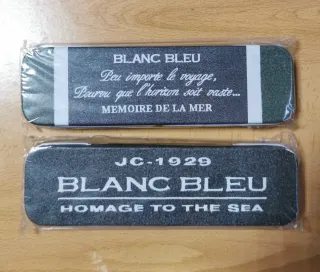 BLANC BLEU
Peu importe le voyage,
Pourvu que l'horizon soit vaste...
MEMOIRE DE LA MER
JC-1929
BLANC BLEU
HOMAGE TO THE SEA